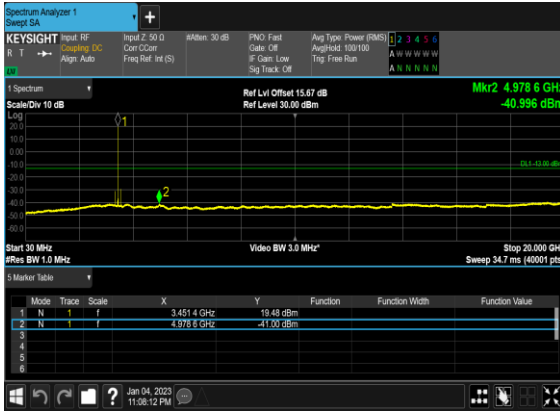 Spectrum Analyzer 1
Swept SA
+
KEYSIGHT Input: RF Input Z: 50 Ω #Atten: 30 dB PNO: Fast Avg Type: Power (RMS) 1 2 3 4 5 6
R T Coupling: DC Corr CCorr Gate: Off Avg|Hold: 100/100 A W W W W W
Align: Auto Freq Ref: Int (S) IF Gain: Low Trig: Free Run
Sig Track: Off A N N N N N
1 Spectrum Ref Lvl Offset 15.67 dB Mkr2 4.978 6 GHz
Scale/Div 10 dB Ref Level 30.00 dBm -40.996 dBm
Log
1
20.0
10.0
0.00
-10.0 DL1 -13.00 dBm
-20.0
-30.0
2
-40.0
-50.0
-60.0
Start 30 MHz Video BW 3.0 MHz* Stop 20.000 GHz
#Res BW 1.0 MHz Sweep 34.7 ms (40001 pts)
5 Marker Table
Mode Trace Scale X Y Function Function Width Function Value
1 N 1 f 3.451 4 GHz 19.48 dBm
2 N 1 f 4.978 6 GHz -41.00 dBm
3
4
5
6
? Jan 04, 2023
11:08:12 PM